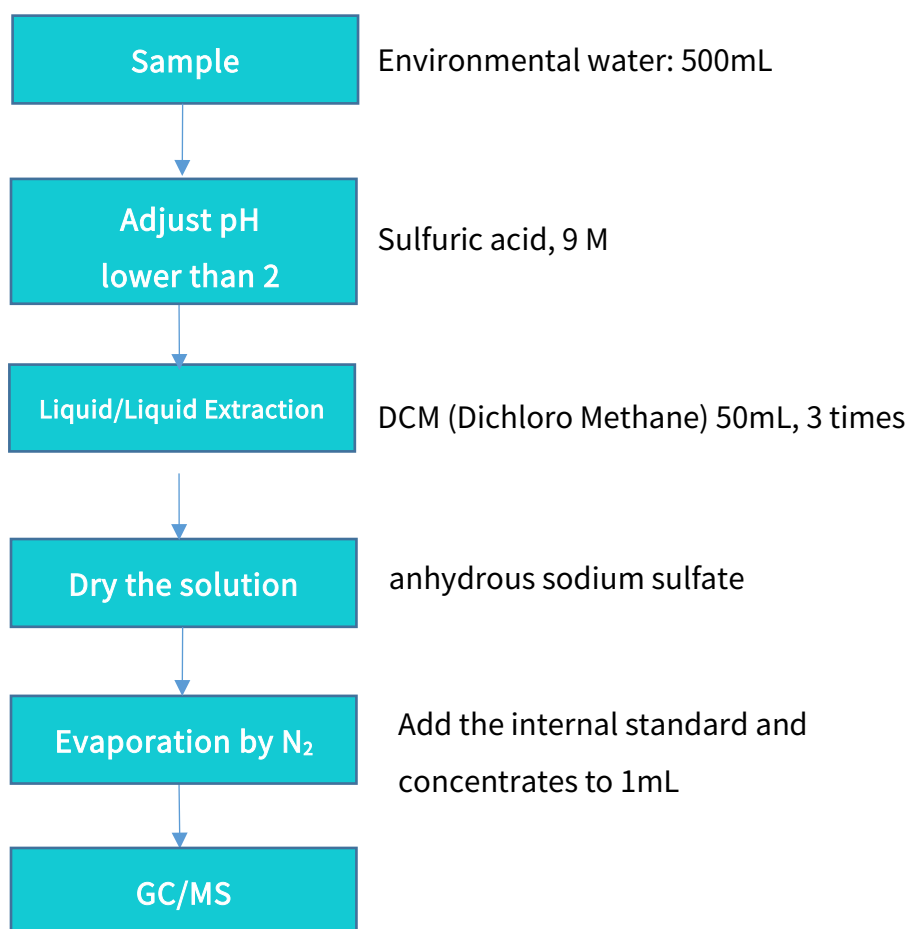 Sample
Environmental water: 500mL
Adjust pH
lower than 2
Sulfuric acid, 9 M
Liquid/Liquid Extraction
DCM (Dichloro Methane) 50mL, 3 times
Dry the solution
anhydrous sodium sulfate
Evaporation by N₂
Add the internal standard and
concentrates to 1mL
GC/MS